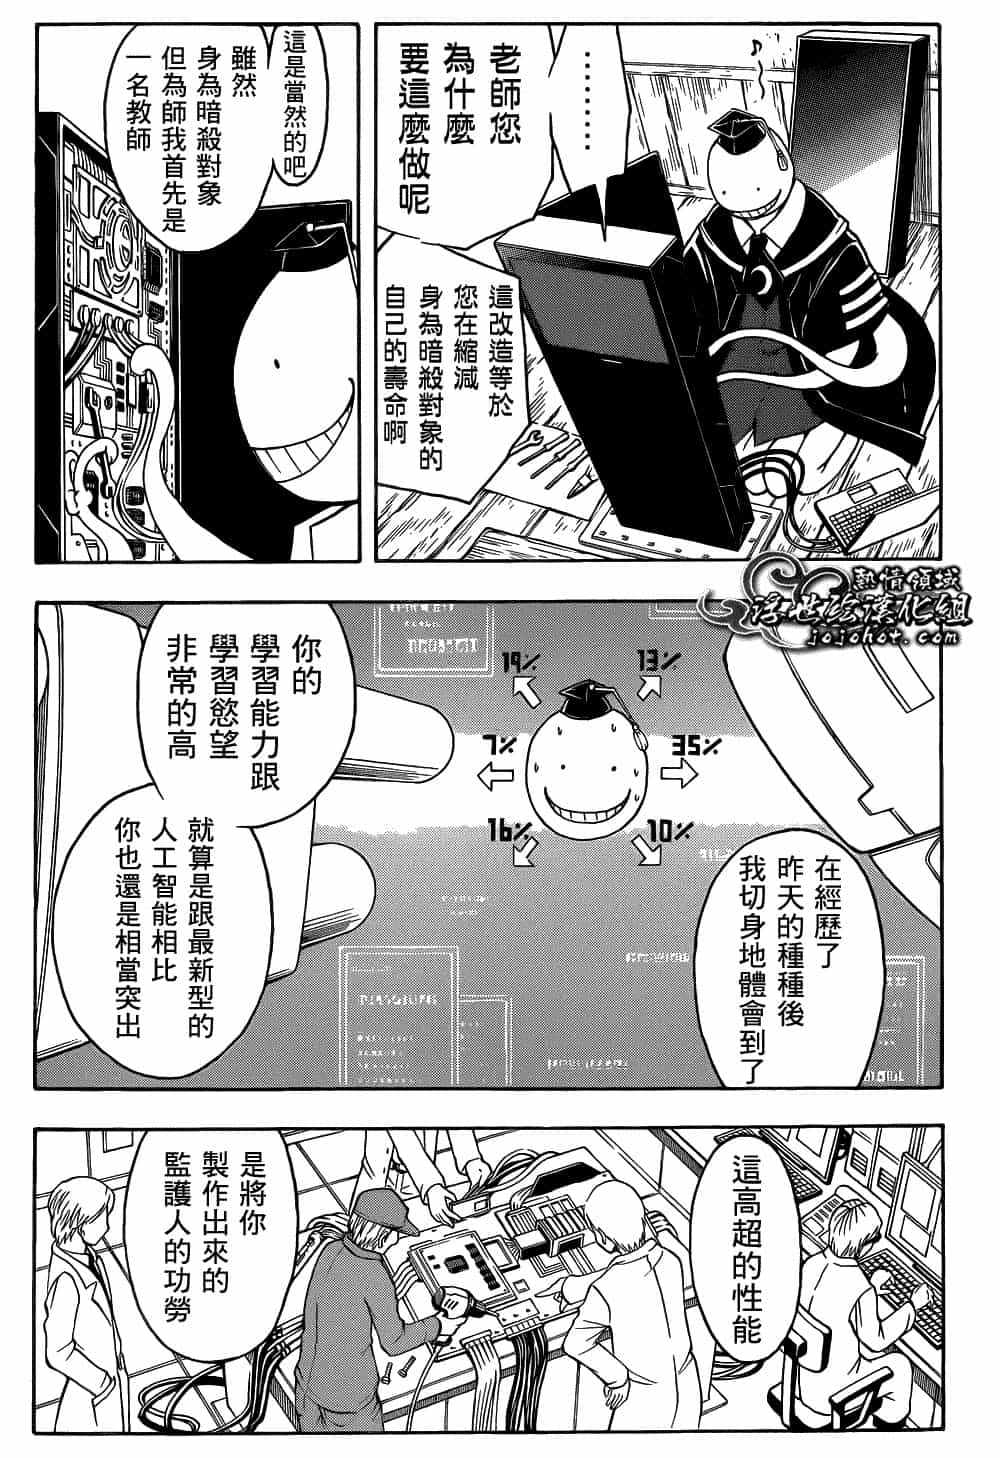 ………
老師您
為什麼
要這麼做呢
這改造等於
您在縮減
身為暗殺對象的
自己的壽命啊
這是當然的吧
雖然
身為暗殺對象
但為師我首先是
一名教師
熱情領域
浮世绘漢化組
jojohot.com
19%
13%
7%
35%
16%
10%
在經歷了
昨天的種種後
我切身地體會到了
你的
學習能力跟
學習慾望
非常的高
就算是跟最新型的
人工智能相比
你也還是相當突出
這高超的性能
是將你
製作出來的
監護人的功勞